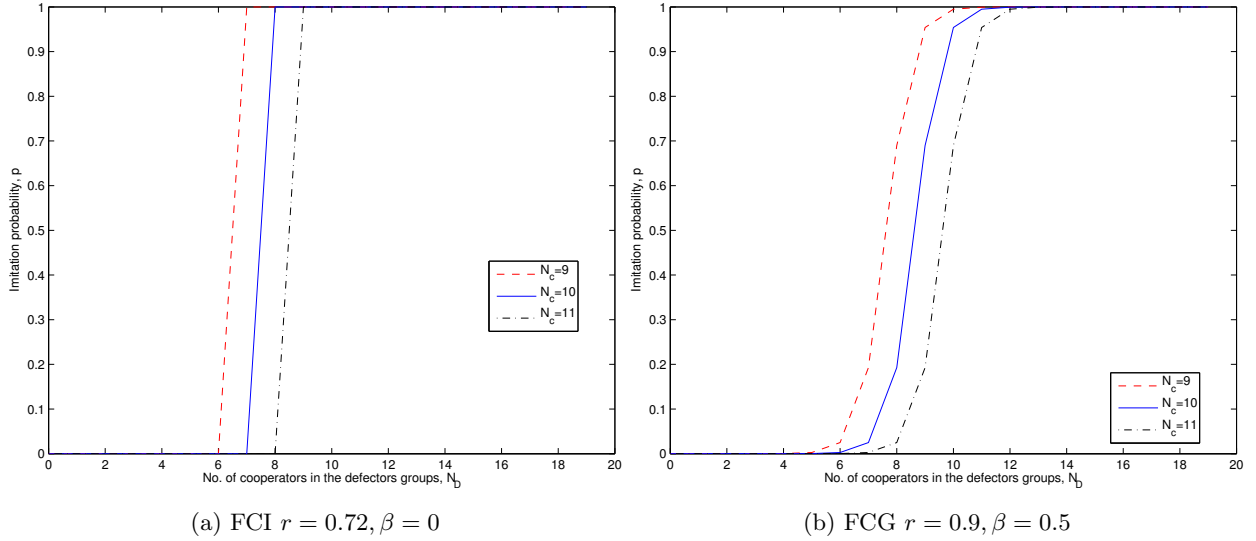 1
0.9
0.8
0.7
0.6
0.5
0.4
0.3
0.2
0.1
0
Imitation probability, p
0 2 4 6 8 10 12 14 16 18 20
No. of cooperators in the defectors groups, N_D
N_c=9
N_c=10
N_c=11
(a) FCI r = 0.72, β = 0
1
0.9
0.8
0.7
0.6
0.5
0.4
0.3
0.2
0.1
0
Imitation probability, p
0 2 4 6 8 10 12 14 16 18 20
No. of cooperators in the defectors groups, N_D
N_c=9
N_c=10
N_c=11
(b) FCG r = 0.9, β = 0.5